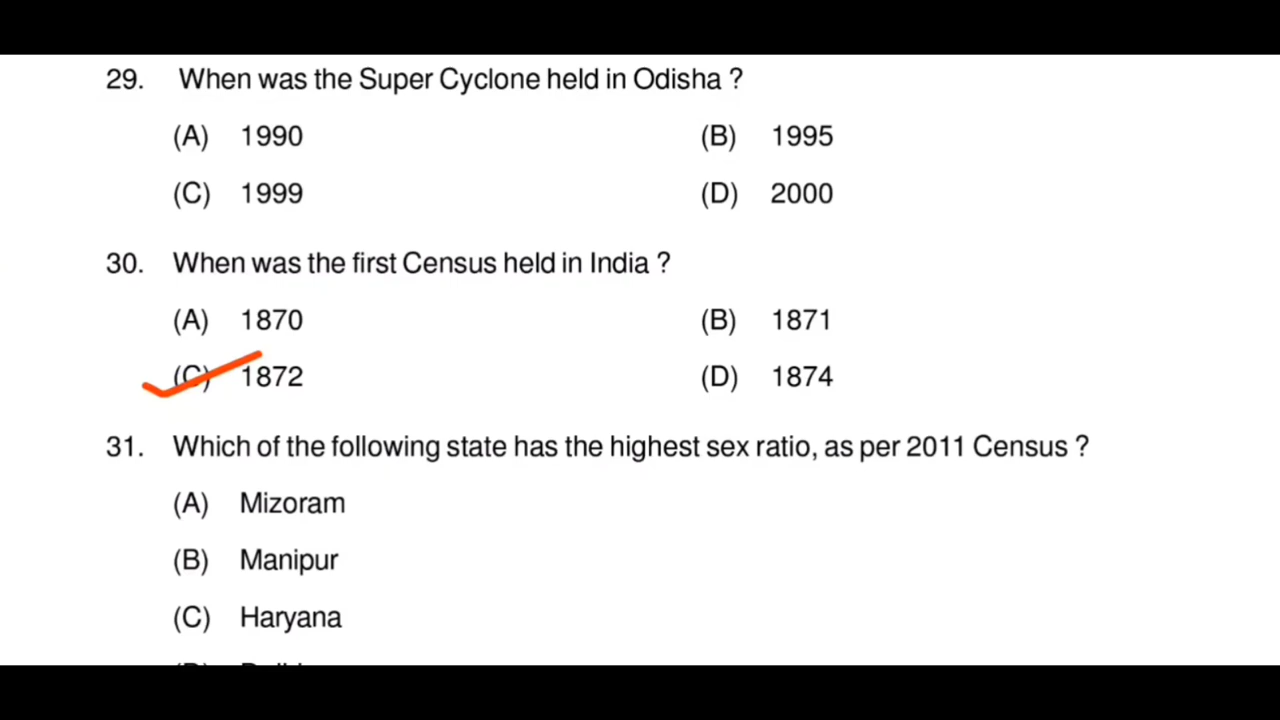 29. When was the Super Cyclone held in Odisha ?
(A) 1990 (B) 1995
(C) 1999 (D) 2000
30. When was the first Census held in India ?
(A) 1870 (B) 1871
(C) 1872 (D) 1874
31. Which of the following state has the highest sex ratio, as per 2011 Census ?
(A) Mizoram
(B) Manipur
(C) Haryana